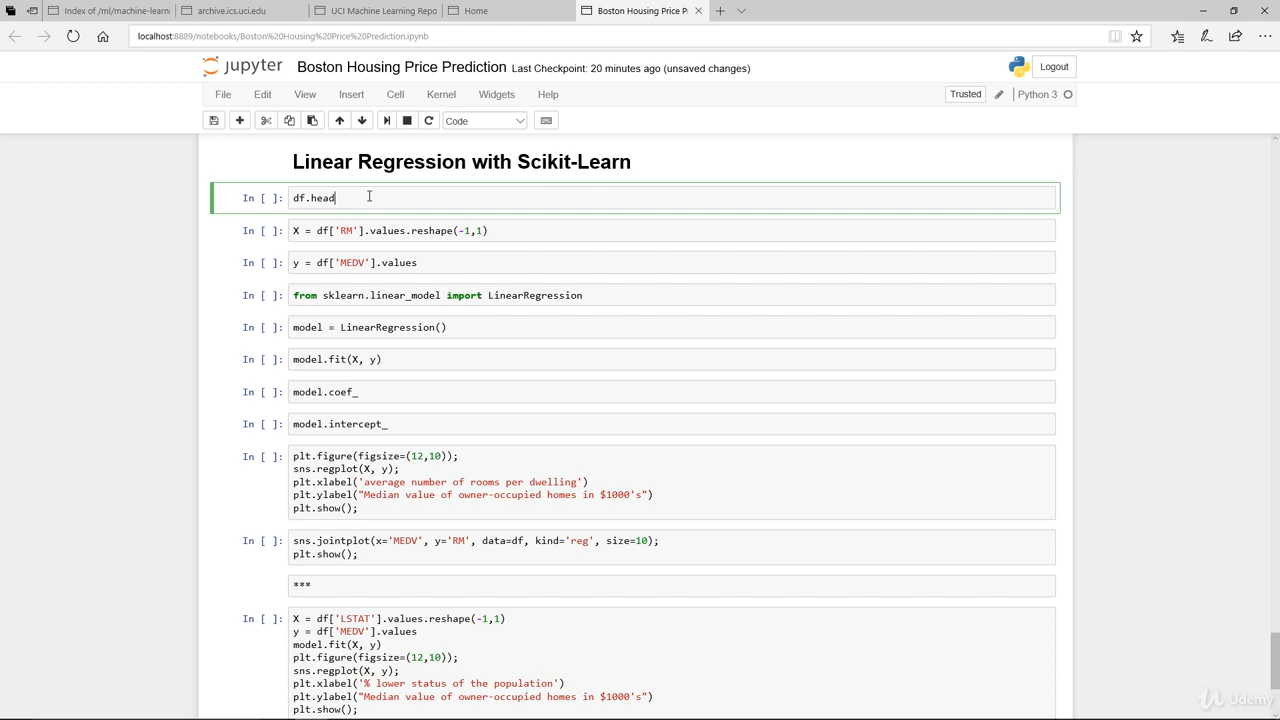 Index of /ml/machine-learni
archive.ics.uci.edu
UCI Machine Learning Repo
Home
Boston Housing Price P
localhost:8889/notebooks/Boston%20Housing%20Price%20Prediction.ipynb
jupyter Boston Housing Price Prediction Last Checkpoint: 20 minutes ago (unsaved changes) Logout
File Edit View Insert Cell Kernel Widgets Help Trusted Python 3
Code
Linear Regression with Scikit-Learn
In [ ]: df.head
In [ ]: X = df['RM'].values.reshape(-1,1)
In [ ]: y = df['MEDV'].values
In [ ]: from sklearn.linear_model import LinearRegression
In [ ]: model = LinearRegression()
In [ ]: model.fit(X, y)
In [ ]: model.coef_
In [ ]: model.intercept_
In [ ]: plt.figure(figsize=(12,10));
sns.regplot(X, y);
plt.xlabel('average number of rooms per dwelling')
plt.ylabel("Median value of owner-occupied homes in $1000's")
plt.show();
In [ ]: sns.jointplot(x='MEDV', y='RM', data=df, kind='reg', size=10);
plt.show();
***
In [ ]: X = df['LSTAT'].values.reshape(-1,1)
y = df['MEDV'].values
model.fit(X, y)
plt.figure(figsize=(12,10));
sns.regplot(X, y);
plt.xlabel('% lower status of the population')
plt.ylabel("Median value of owner-occupied homes in $1000's")
plt.show();
Udemy